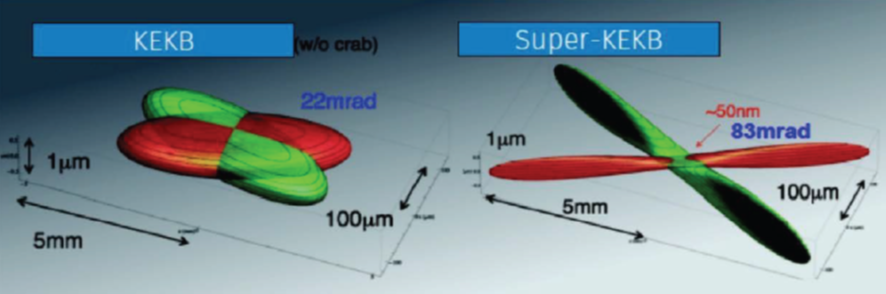 KEKB
(w/o crab)
22mrad
1μm
5mm
100μm
Super-KEKB
~50nm
83mrad
1μm
5mm
100μm